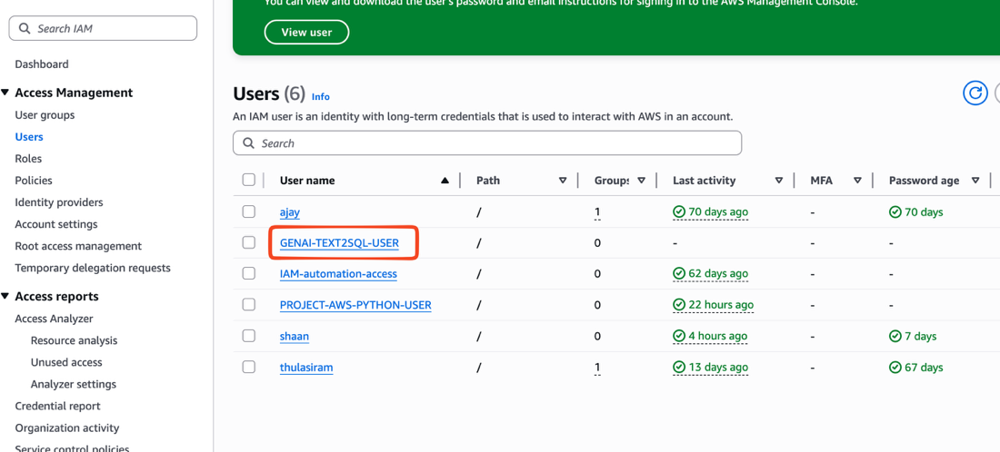 You can view and download the user's password and email instructions for signing in to the AWS Management Console.
Search IAM
View user
Dashboard
Access Management
User groups
Users
Roles
Policies
Identity providers
Account settings
Root access management
Temporary delegation requests
Access reports
Access Analyzer
Resource analysis
Unused access
Analyzer settings
Credential report
Organization activity
Service control policies
Users (6) Info
An IAM user is an identity with long-term credentials that is used to interact with AWS in an account.
Search
User name Path Groups Last activity MFA Password age
ajay / 1 70 days ago - 70 days
GENAI-TEXT2SQL-USER / 0 - - -
IAM-automation-access / 0 62 days ago - -
PROJECT-AWS-PYTHON-USER / 0 22 hours ago - -
shaan / 0 4 hours ago - 7 days
thulasiram / 1 13 days ago - 67 days